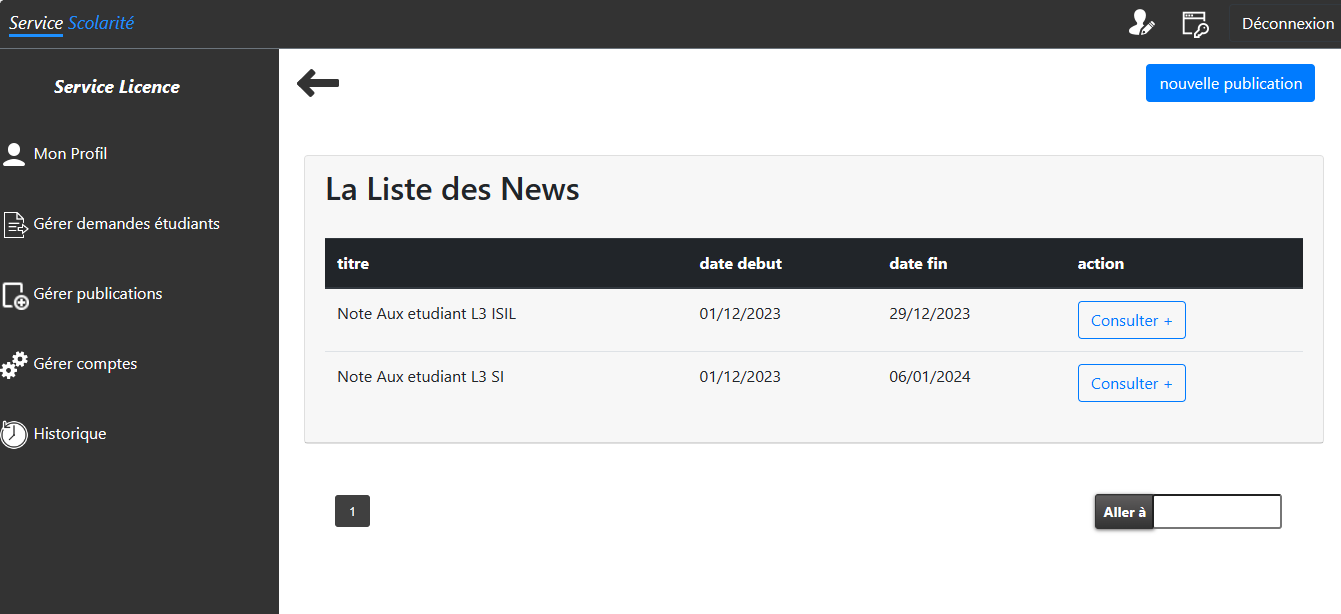 Service Scolarité
Déconnexion
Service Licence
nouvelle publication
Mon Profil
Gérer demandes étudiants
Gérer publications
Gérer comptes
Historique
La Liste des News
titre date debut date fin action
Note Aux etudiant L3 ISIL 01/12/2023 29/12/2023 Consulter +
Note Aux etudiant L3 SI 01/12/2023 06/01/2024 Consulter +
1 Aller à